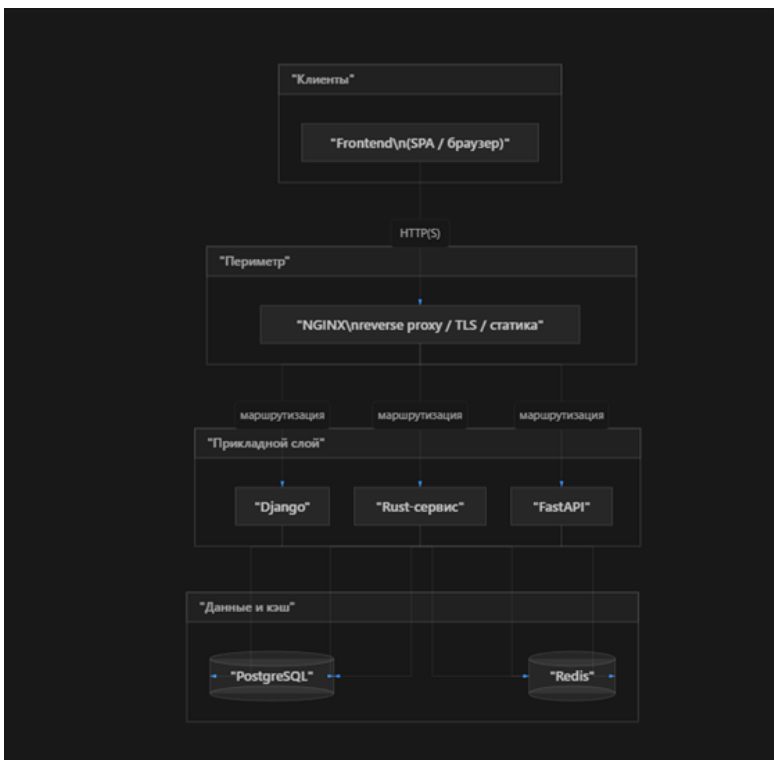 "Клиенты"
"Frontend\n(SPA / браузер)"
HTTP(S)
"Периметр"
"NGINX\nreverse proxy / TLS / статика"
маршрутизация маршрутизация маршрутизация
"Прикладной слой"
"Django" "Rust-сервис" "FastAPI"
"Данные и кэш"
"PostgreSQL" "Redis"